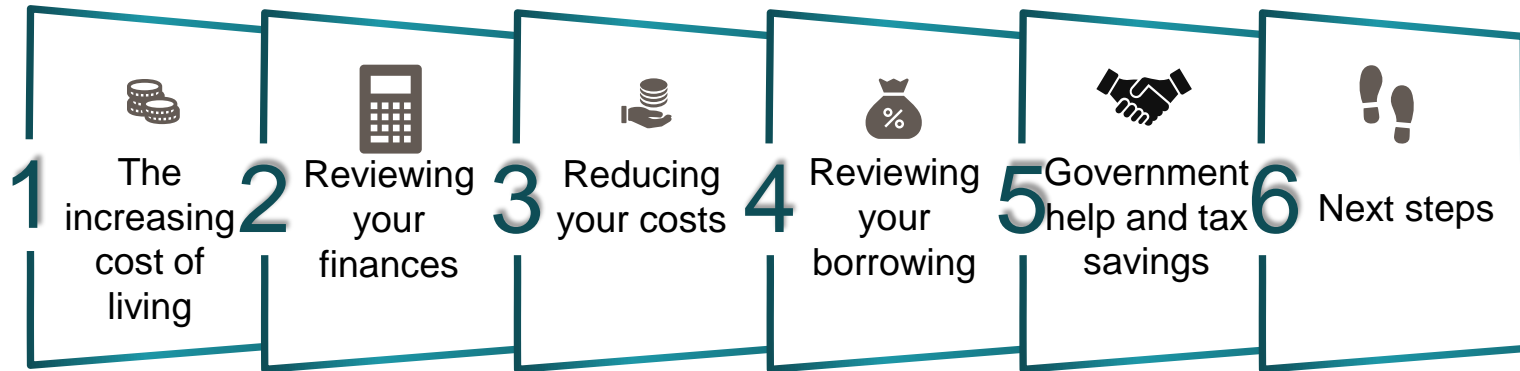 1
The
increasing
cost of
living
2
Reviewing
your
finances
3
Reducing
your costs
4
%
Reviewing
your
borrowing
5
Government
help and tax
savings
6
Next steps